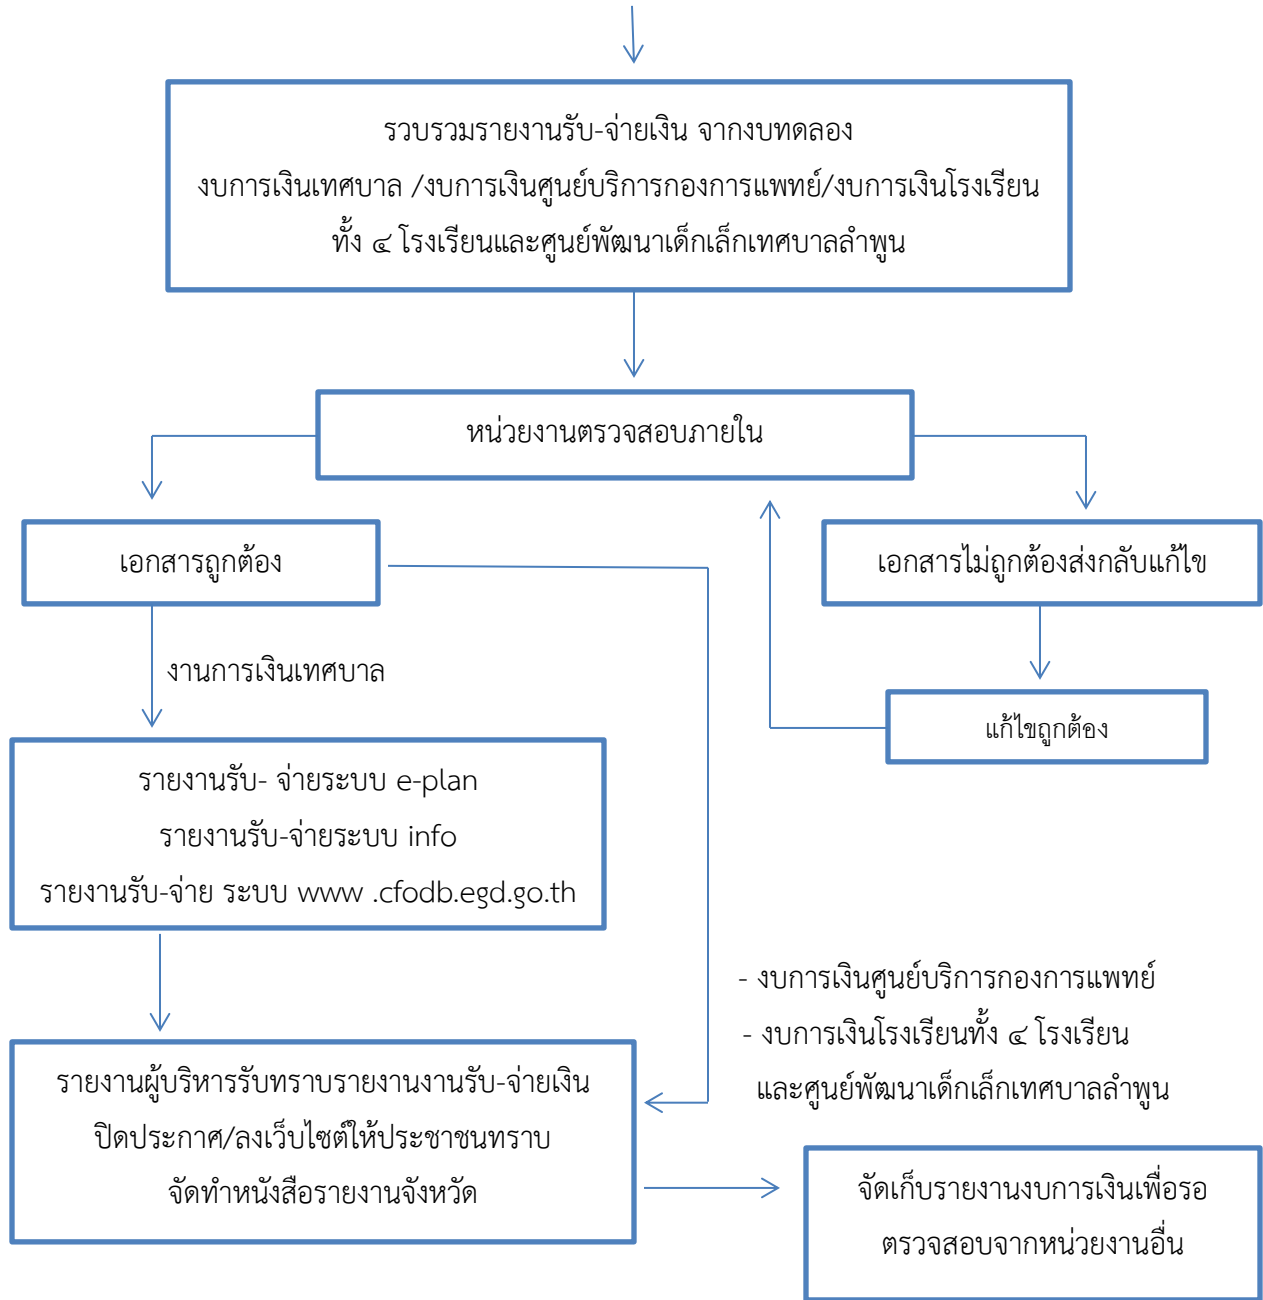 รวบรวมรายงานรับ-จ่ายเงิน จากงบทดลอง
งบการเงินเทศบาล /งบการเงินศูนย์บริการกองการแพทย์/งบการเงินโรงเรียน
ทั้ง ๔ โรงเรียนและศูนย์พัฒนาเด็กเล็กเทศบาลลำพูน
หน่วยงานตรวจสอบภายใน
เอกสารถูกต้อง
เอกสารไม่ถูกต้องส่งกลับแก้ไข
งานการเงินเทศบาล
แก้ไขถูกต้อง
รายงานรับ- จ่ายระบบ e-plan
รายงานรับ-จ่ายระบบ info
รายงานรับ-จ่าย ระบบ www .cfodb.egd.go.th
- งบการเงินศูนย์บริการกองการแพทย์
- งบการเงินโรงเรียนทั้ง ๔ โรงเรียน
และศูนย์พัฒนาเด็กเล็กเทศบาลลำพูน
รายงานผู้บริหารรับทราบรายงานงานรับ-จ่ายเงิน
ปิดประกาศ/ลงเว็บไซต์ให้ประชาชนทราบ
จัดทำหนังสือรายงานจังหวัด
จัดเก็บรายงานงบการเงินเพื่อรอ
ตรวจสอบจากหน่วยงานอื่น